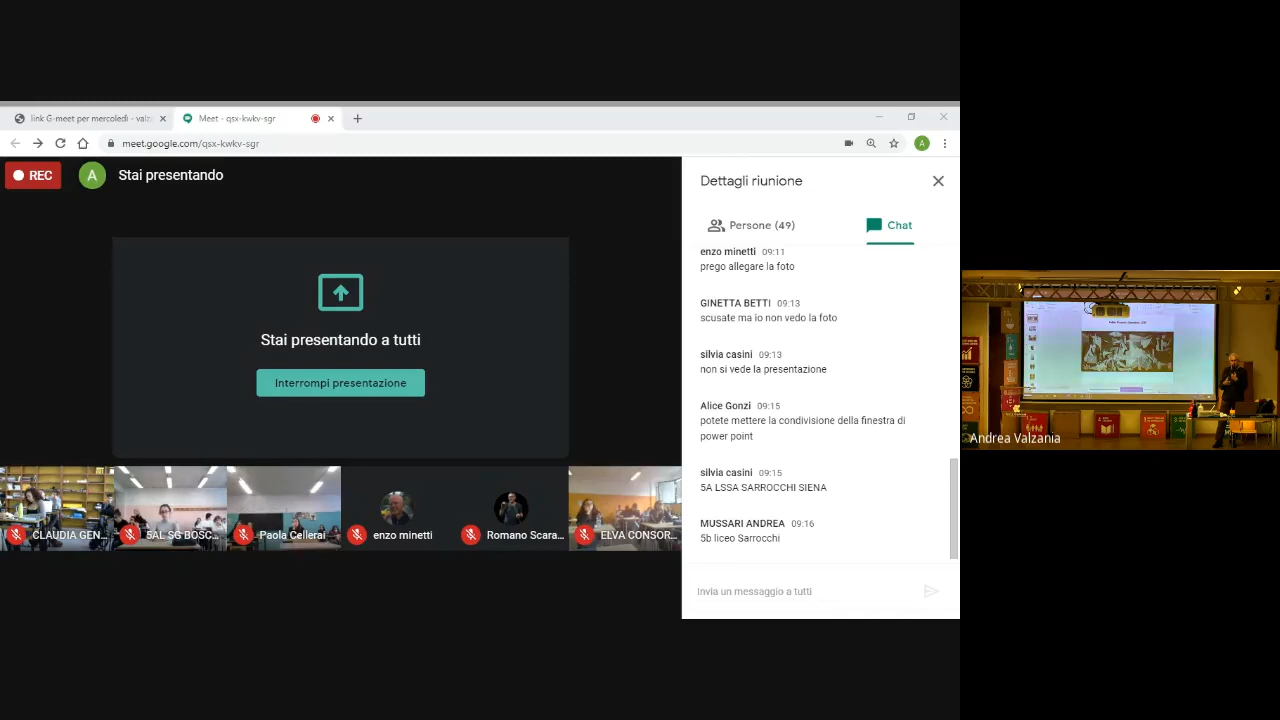 link G-meet per mercoledì - valz
Meet - qsx-kwkv-sgr
meet.google.com/qsx-kwkv-sgr
A
REC
A
Stai presentando
Stai presentando a tutti
Interrompi presentazione
CLAUDIA GEN...
5AL SG BOSC...
Paola Cellerai
enzo minetti
Romano Scara...
ELVA CONSOR...
Dettagli riunione
Persone (49)
Chat
enzo minetti 09:11
prego allegare la foto
GINETTA BETTI 09:13
scusate ma io non vedo la foto
silvia casini 09:13
non si vede la presentazione
Alice Gonzi 09:15
potete mettere la condivisione della finestra di
power point
silvia casini 09:15
5A LSSA SARROCCHI SIENA
MUSSARI ANDREA 09:16
5b liceo Sarrocchi
Invia un messaggio a tutti
Andrea Valzania